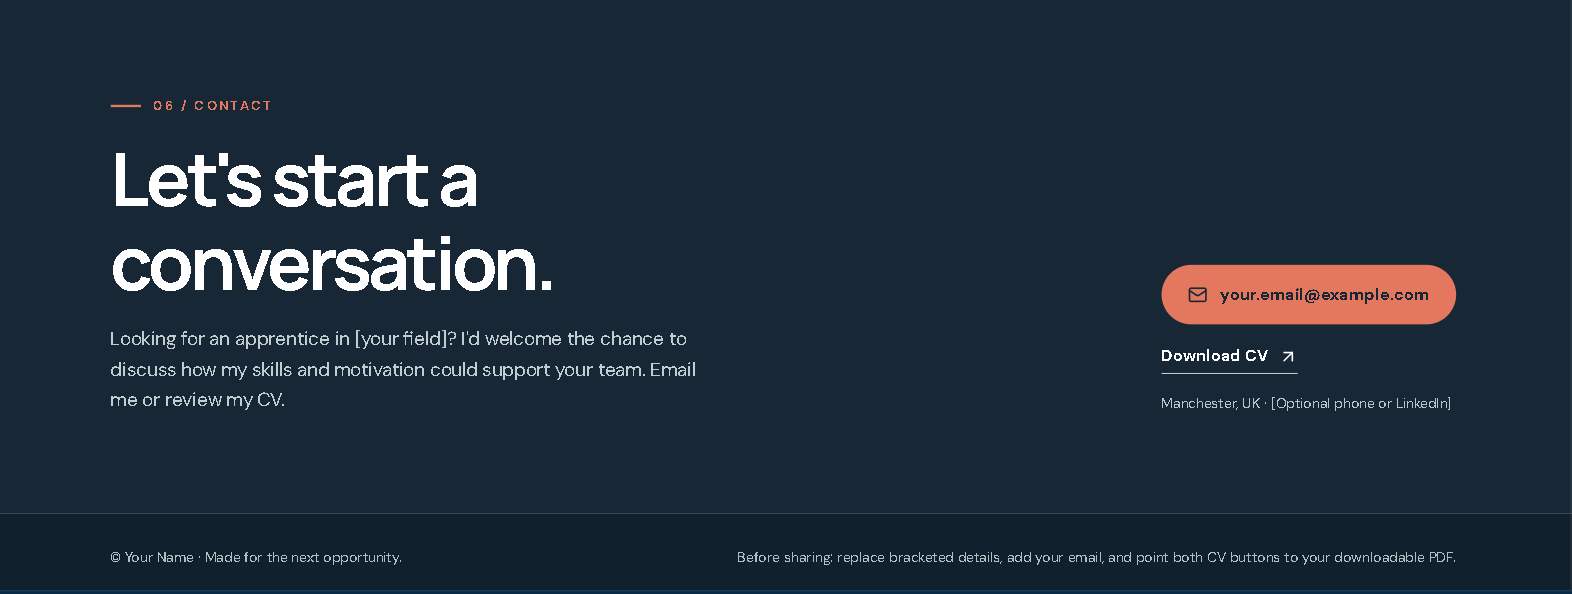 06 / CONTACT
Let's start a
conversation.
Looking for an apprentice in [your field]? I'd welcome the chance to
discuss how my skills and motivation could support your team. Email
me or review my CV.
your.email@example.com
Download CV
Manchester, UK · [Optional phone or LinkedIn]
© Your Name · Made for the next opportunity.
Before sharing: replace bracketed details, add your email, and point both CV buttons to your downloadable PDF.